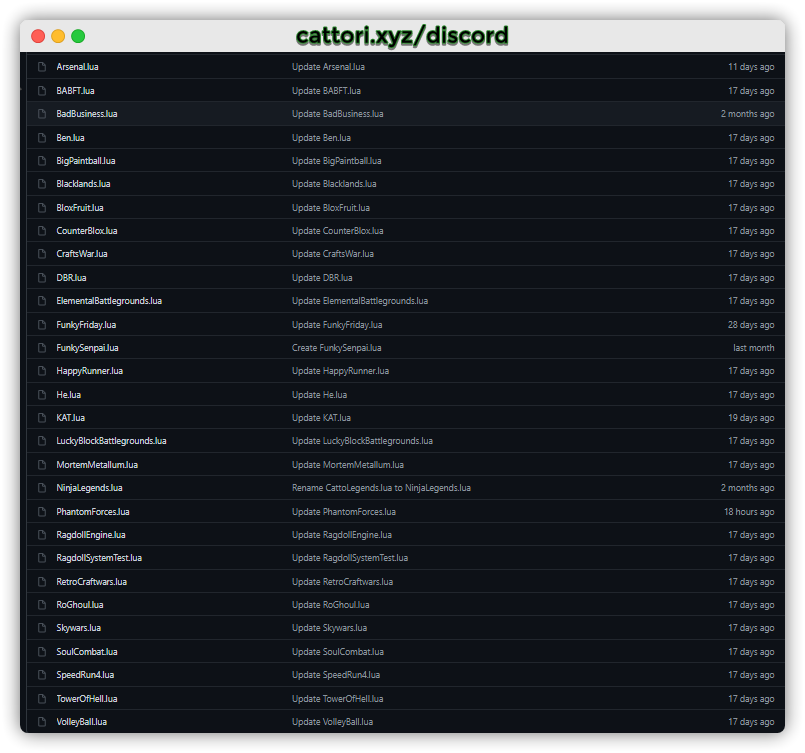 cattori.xyz/discord
Arsenal.lua Update Arsenal.lua 11 days ago
BABFT.lua Update BABFT.lua 17 days ago
BadBusiness.lua Update BadBusiness.lua 2 months ago
Ben.lua Update Ben.lua 17 days ago
BigPaintball.lua Update BigPaintball.lua 17 days ago
Blacklands.lua Update Blacklands.lua 17 days ago
BloxFruit.lua Update BloxFruit.lua 17 days ago
CounterBlox.lua Update CounterBlox.lua 17 days ago
CraftsWar.lua Update CraftsWar.lua 17 days ago
DBR.lua Update DBR.lua 17 days ago
ElementalBattlegrounds.lua Update ElementalBattlegrounds.lua 17 days ago
FunkyFriday.lua Update FunkyFriday.lua 28 days ago
FunkySenpai.lua Create FunkySenpai.lua last month
HappyRunner.lua Update HappyRunner.lua 17 days ago
He.lua Update He.lua 17 days ago
KAT.lua Update KAT.lua 19 days ago
LuckyBlockBattlegrounds.lua Update LuckyBlockBattlegrounds.lua 17 days ago
MortemMetallum.lua Update MortemMetallum.lua 17 days ago
NinjaLegends.lua Rename CattoLegends.lua to NinjaLegends.lua 2 months ago
PhantomForces.lua Update PhantomForces.lua 18 hours ago
RagdollEngine.lua Update RagdollEngine.lua 17 days ago
RagdollSystemTest.lua Update RagdollSystemTest.lua 17 days ago
RetroCraftwars.lua Update RetroCraftwars.lua 17 days ago
RoGhoul.lua Update RoGhoul.lua 17 days ago
Skywars.lua Update Skywars.lua 17 days ago
SoulCombat.lua Update SoulCombat.lua 17 days ago
SpeedRun4.lua Update SpeedRun4.lua 17 days ago
TowerOfHell.lua Update TowerOfHell.lua 17 days ago
VolleyBall.lua Update VolleyBall.lua 17 days ago